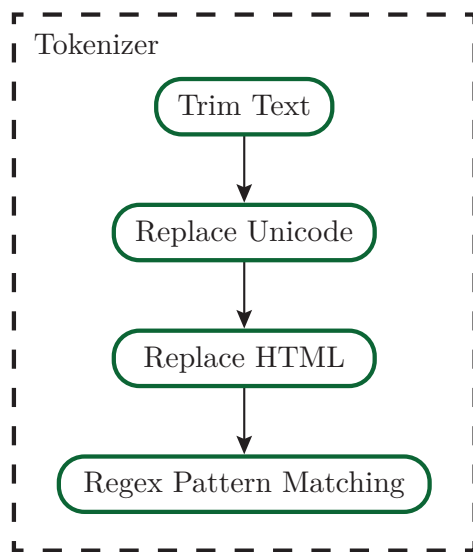 Tokenizer
Trim Text
Replace Unicode
Replace HTML
Regex Pattern Matching